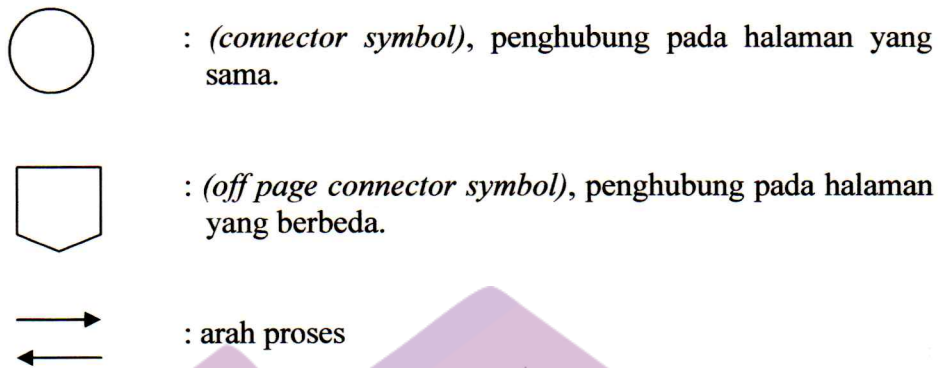 : (connector symbol), penghubung pada halaman yang
sama.
: (off page connector symbol), penghubung pada halaman
yang berbeda.
: arah proses